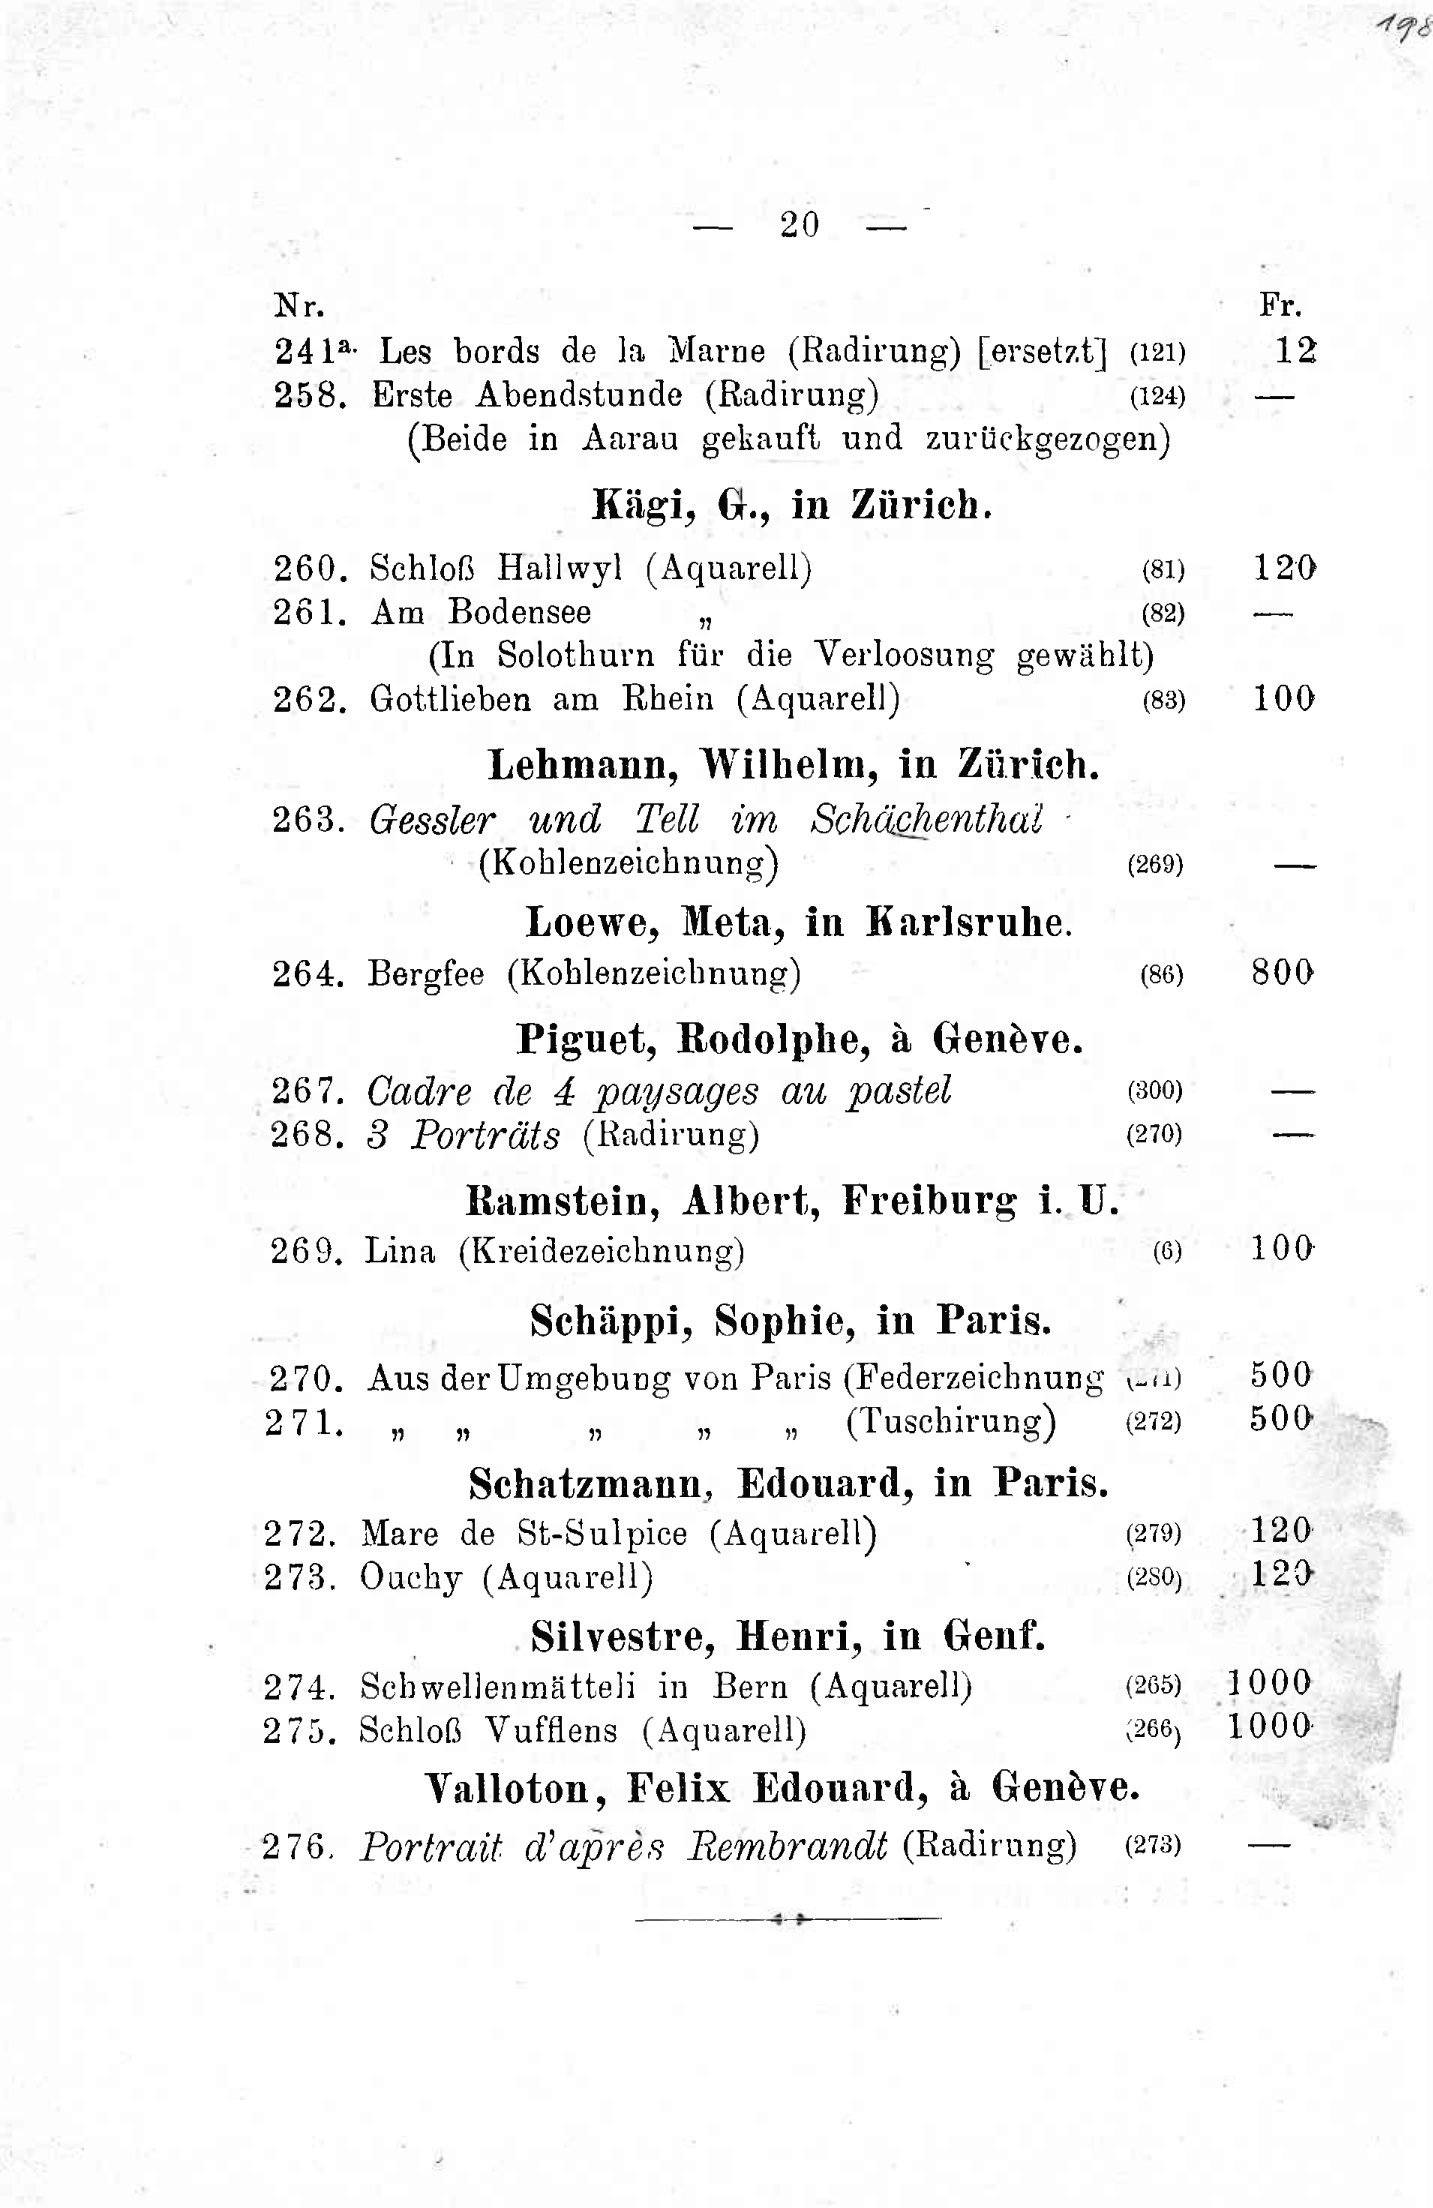 198
— 20 —
Nr. Fr.
241a. Les bords de la Marne (Radirung) [ersetzt] (121) 12
258. Erste Abendstunde (Radirung) (124) —
(Beide in Aarau gekauft und zurückgezogen)
Kägi, G., in Zürich.
260. Schloß Hallwyl (Aquarell) (81) 120
261. Am Bodensee „ (82) —
(In Solothurn für die Verloosung gewählt)
262. Gottlieben am Rhein (Aquarell) (83) 100
Lehmann, Wilhelm, in Zürich.
263. Gessler und Tell im Schächenthal
(Kohlenzeichnung) (269) —
Loewe, Meta, in Karlsruhe.
264. Bergfee (Kohlenzeichnung) (86) 800
Piguet, Rodolphe, à Genève.
267. Cadre de 4 paysages au pastel (300) —
268. 3 Porträts (Radirung) (270) —
Ramstein, Albert, Freiburg i. U.
269. Lina (Kreidezeichnung) (6) 100
Schäppi, Sophie, in Paris.
270. Aus der Umgebung von Paris (Federzeichnung 500
271. „ „ „ „ „ (Tuschirung) (272) 500
Schatzmann, Edouard, in Paris.
272. Mare de St-Sulpice (Aquarell) (279) 120
273. Ouchy (Aquarell) (280) 120
Silvestre, Henri, in Genf.
274. Schwellenmätteli in Bern (Aquarell) (265) 1000
275. Schloß Vufflens (Aquarell) (266) 1000
Valloton, Felix Edouard, à Genève.
276. Portrait d'après Rembrandt (Radirung) (273) —